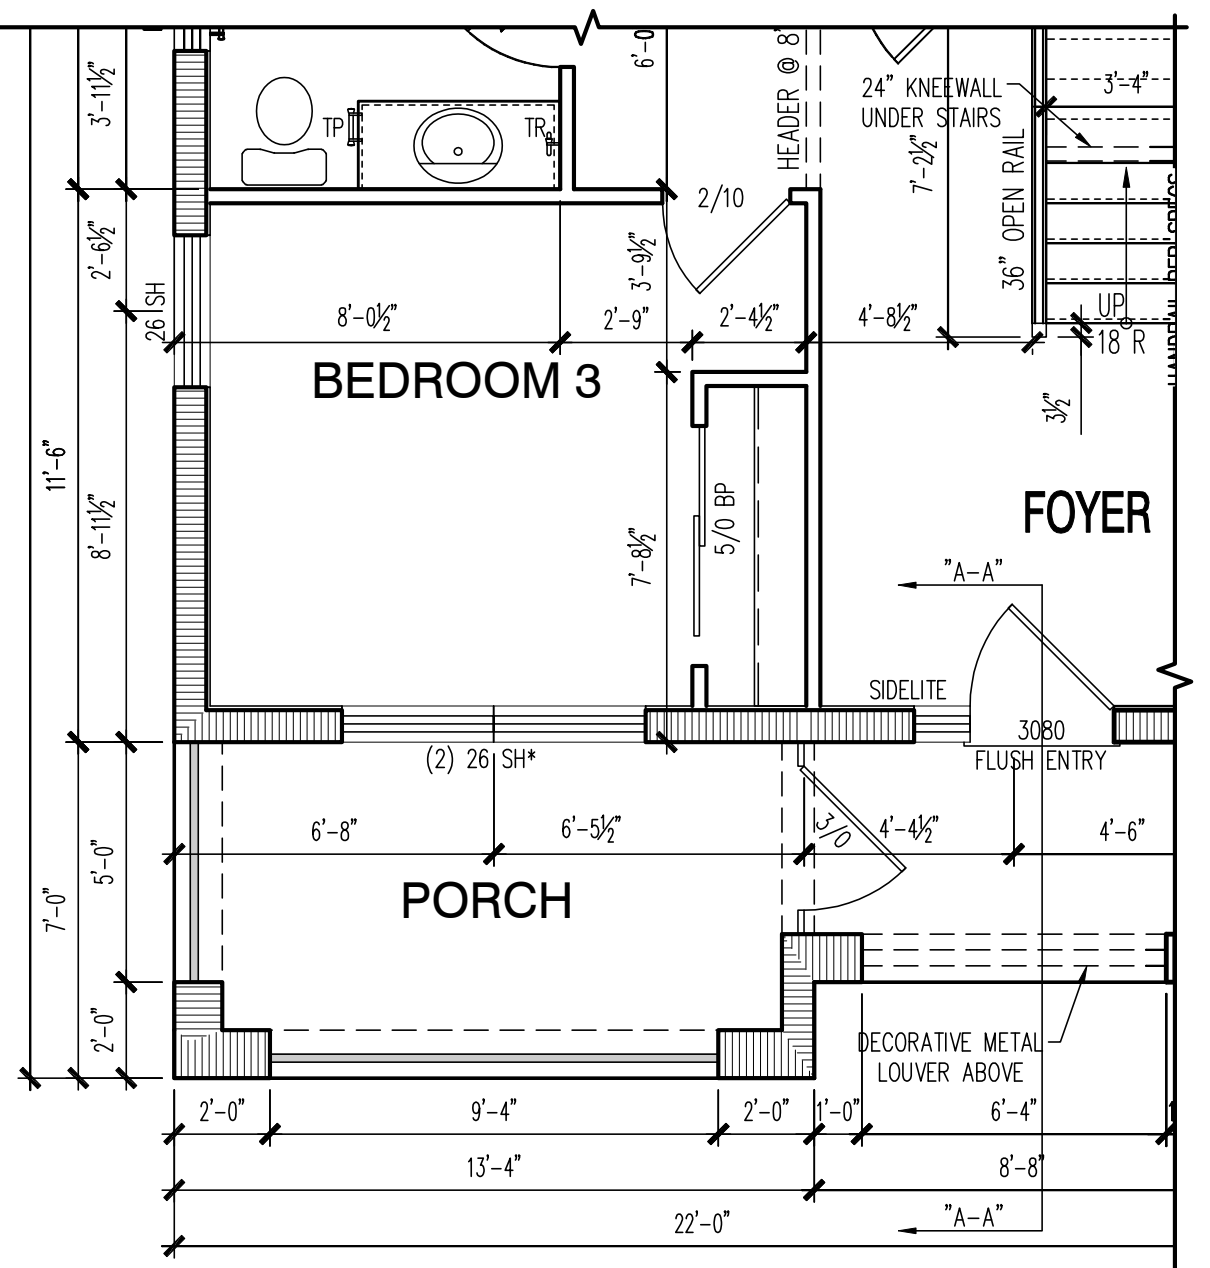 3'-11½"
TP
TR
6'-0
HEADER @ 8'
24" KNEEWALL
UNDER STAIRS
3'-4"
7'-2½"
36" OPEN RAIL
2/10
2'-6½"
26 SH
3'-9½"
8'-0½"
2'-9"
2'-4½"
4'-8½"
UP
18 R
3½"
BEDROOM 3
11'-6"
8'-11½"
7'-8½"
5/0 BP
FOYER
"A-A"
SIDELITE
3080
FLUSH ENTRY
(2) 26 SH*
6'-8"
6'-5½"
3/0
4'-4½"
4'-6"
5'-0"
7'-0"
PORCH
2'-0"
DECORATIVE METAL
LOUVER ABOVE
2'-0"
9'-4"
2'-0"
1'-0"
6'-4"
13'-4"
8'-8"
22'-0"
"A-A"